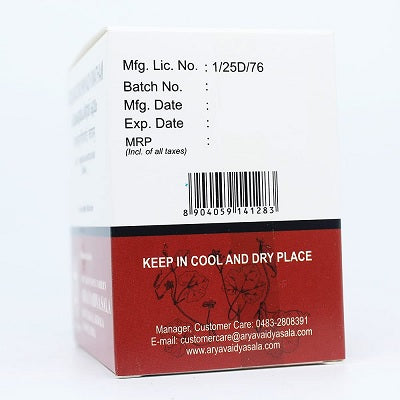 Mfg. Lic. No. : 1/25D/76
Batch No. :
Mfg. Date :
Exp. Date :
MRP :
(Incl. of all taxes)
8 904059 141283
KEEP IN COOL AND DRY PLACE
Manager, Customer Care: 0483-2808391
E-mail: customercare@aryavaidyasala.com
www.aryavaidyasala.com